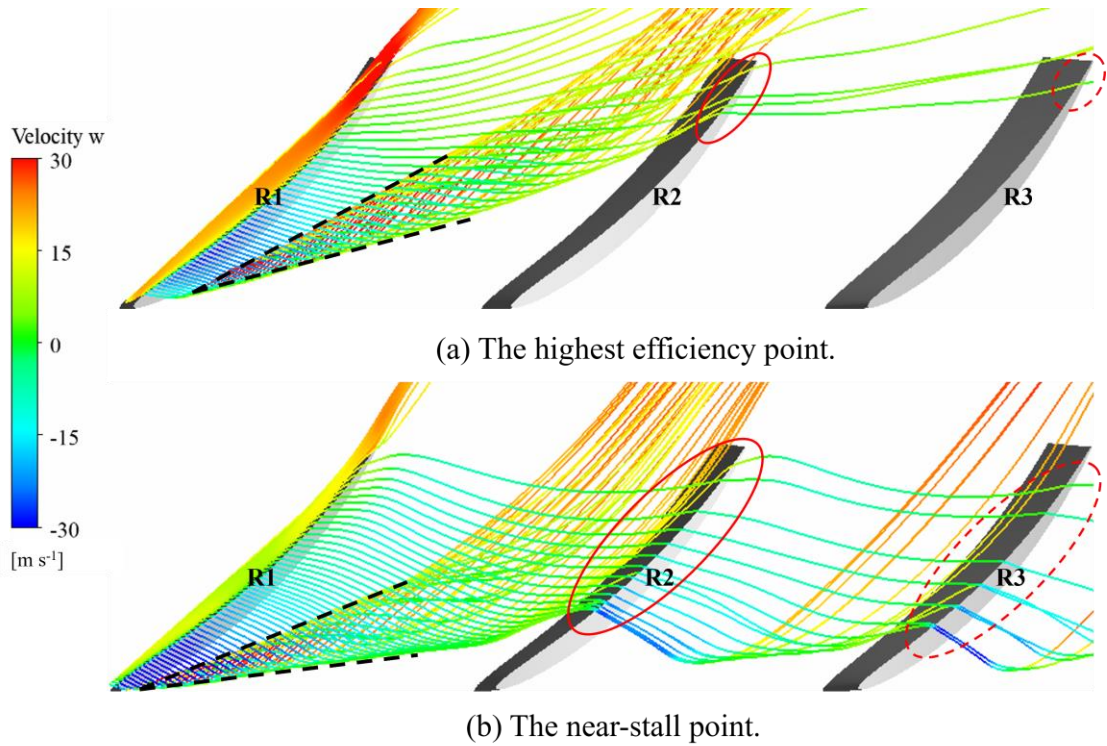 Velocity w
30
15
0
-15
-30
[m s⁻¹]
R1
R2
R3
(a) The highest efficiency point.
R1
R2
R3
(b) The near-stall point.